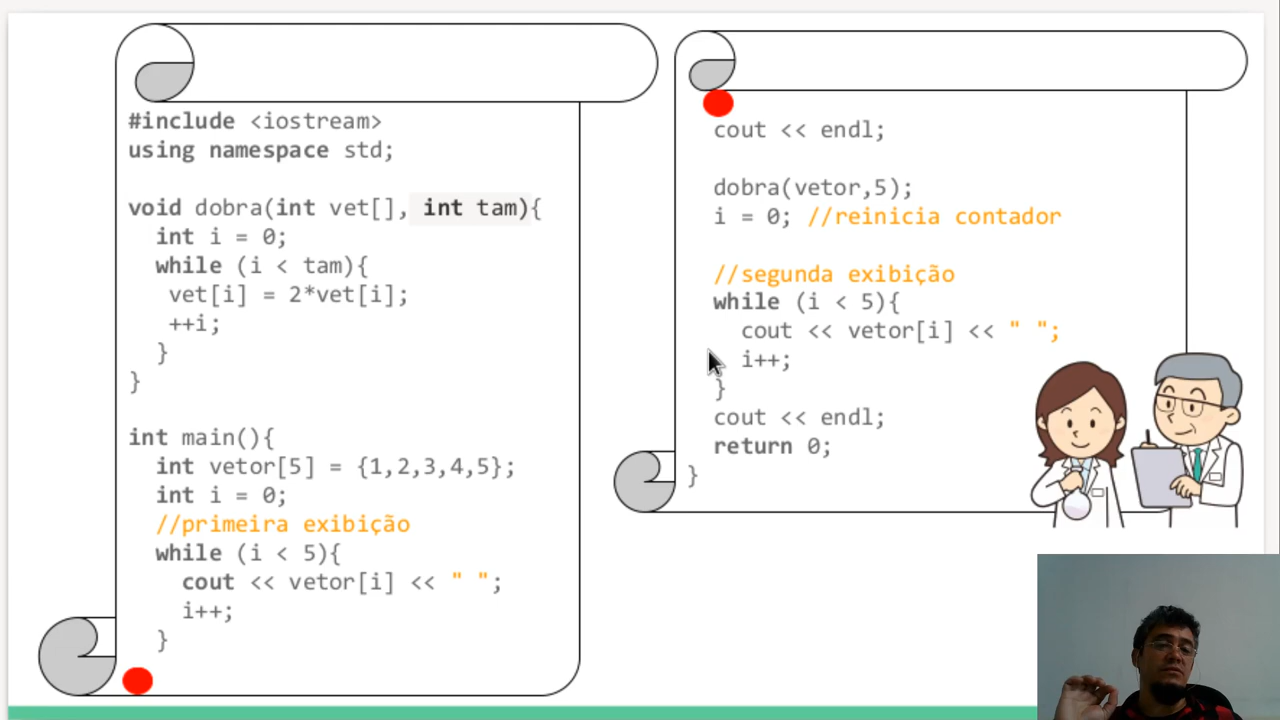 #include <iostream>
using namespace std;
void dobra(int vet[], int tam){
int i = 0;
while (i < tam){
vet[i] = 2*vet[i];
++i;
}
}
int main(){
int vetor[5] = {1,2,3,4,5};
int i = 0;
//primeira exibição
while (i < 5){
cout << vetor[i] << " ";
i++;
}
cout << endl;
dobra(vetor,5);
i = 0; //reinicia contador
//segunda exibição
while (i < 5){
cout << vetor[i] << " ";
i++;
}
cout << endl;
return 0;
}